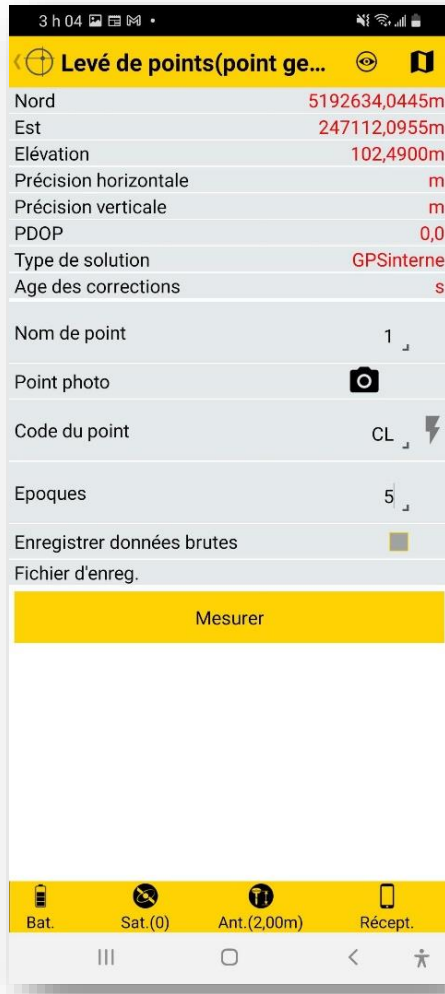 3 h 04
Levé de points(point ge...
Nord 5192634,0445m
Est 247112,0955m
Elévation 102,4900m
Précision horizontale m
Précision verticale m
PDOP 0,0
Type de solution GPSinterne
Age des corrections s
Nom de point 1
Point photo
Code du point CL
Epoques 5
Enregistrer données brutes
Fichier d'enreg.
Mesurer
Bat. Sat.(0) Ant.(2,00m) Récept.